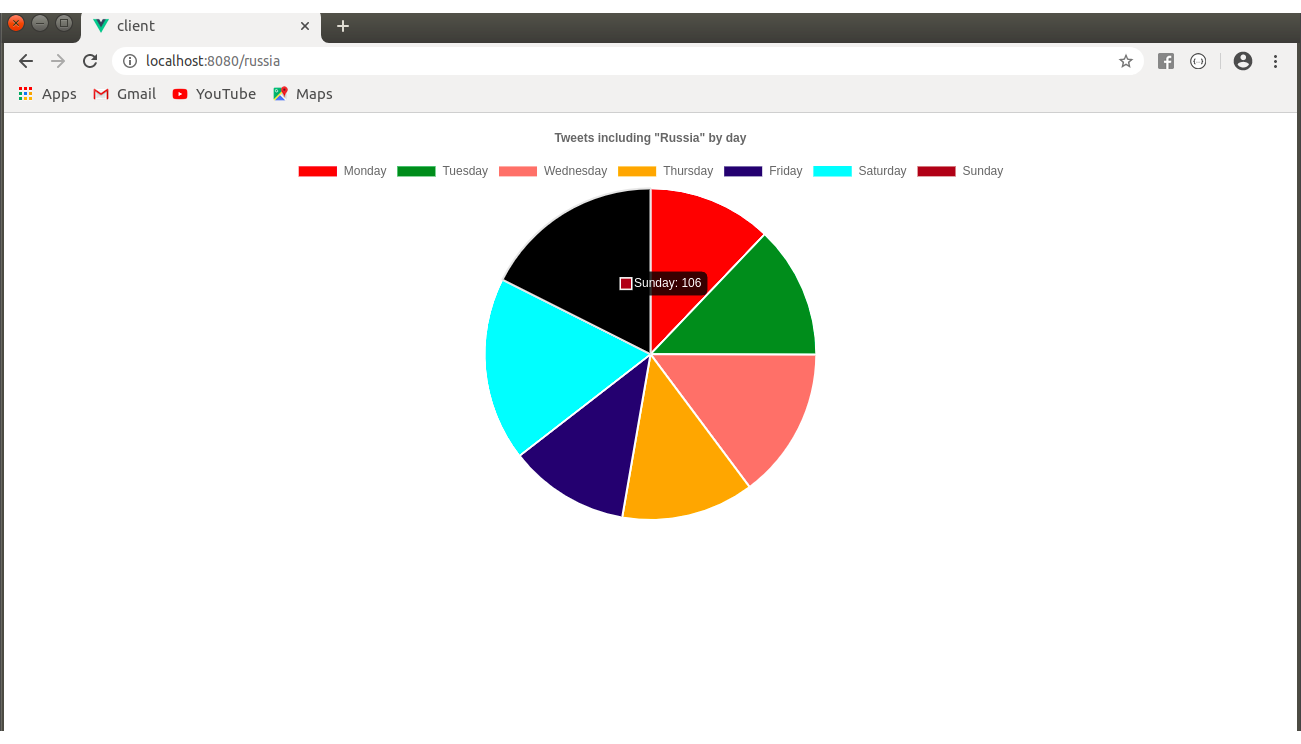 client
localhost:8080/russia
Apps Gmail YouTube Maps
Tweets including "Russia" by day
Monday Tuesday Wednesday Thursday Friday Saturday Sunday
Sunday: 106